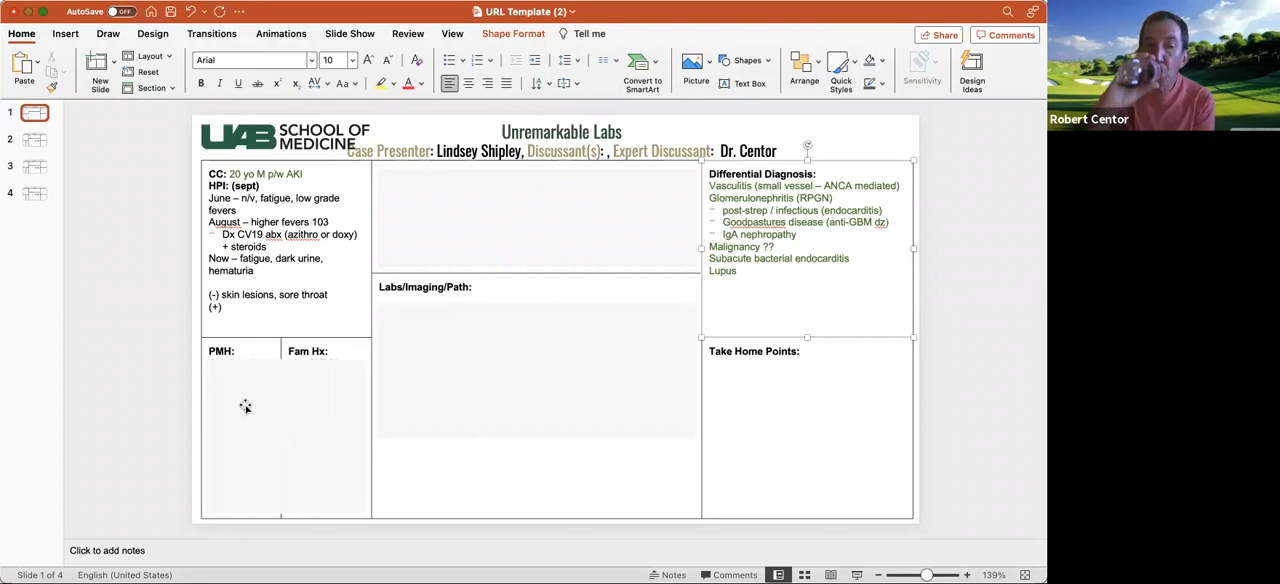 AutoSave OFF URL Template (2)
Home Insert Draw Design Transitions Animations Slide Show Review View Shape Format Tell me Share Comments
Paste New Slide Layout Reset Section Arial 10 Convert to SmartArt Picture Shapes Text Box Arrange Quick Styles Sensitivity Design Ideas
1
2
3
4
UAB SCHOOL OF MEDICINE
Unremarkable Labs
Case Presenter: Lindsey Shipley, Discussant(s): , Expert Discussant: Dr. Centor
CC: 20 yo M p/w AKI
HPI: (sept)
June – n/v, fatigue, low grade
fevers
August – higher fevers 103
- Dx CV19 abx (azithro or doxy)
+ steroids
Now – fatigue, dark urine,
hematuria
(-) skin lesions, sore throat
(+)
PMH:
Fam Hx:
Labs/Imaging/Path:
Differential Diagnosis:
Vasculitis (small vessel – ANCA mediated)
Glomerulonephritis (RPGN)
- post-strep / infectious (endocarditis)
- Goodpastures disease (anti-GBM dz)
- IgA nephropathy
Malignancy ??
Subacute bacterial endocarditis
Lupus
Take Home Points:
Click to add notes
Slide 1 of 4 English (United States) Notes Comments 139%
Robert Centor